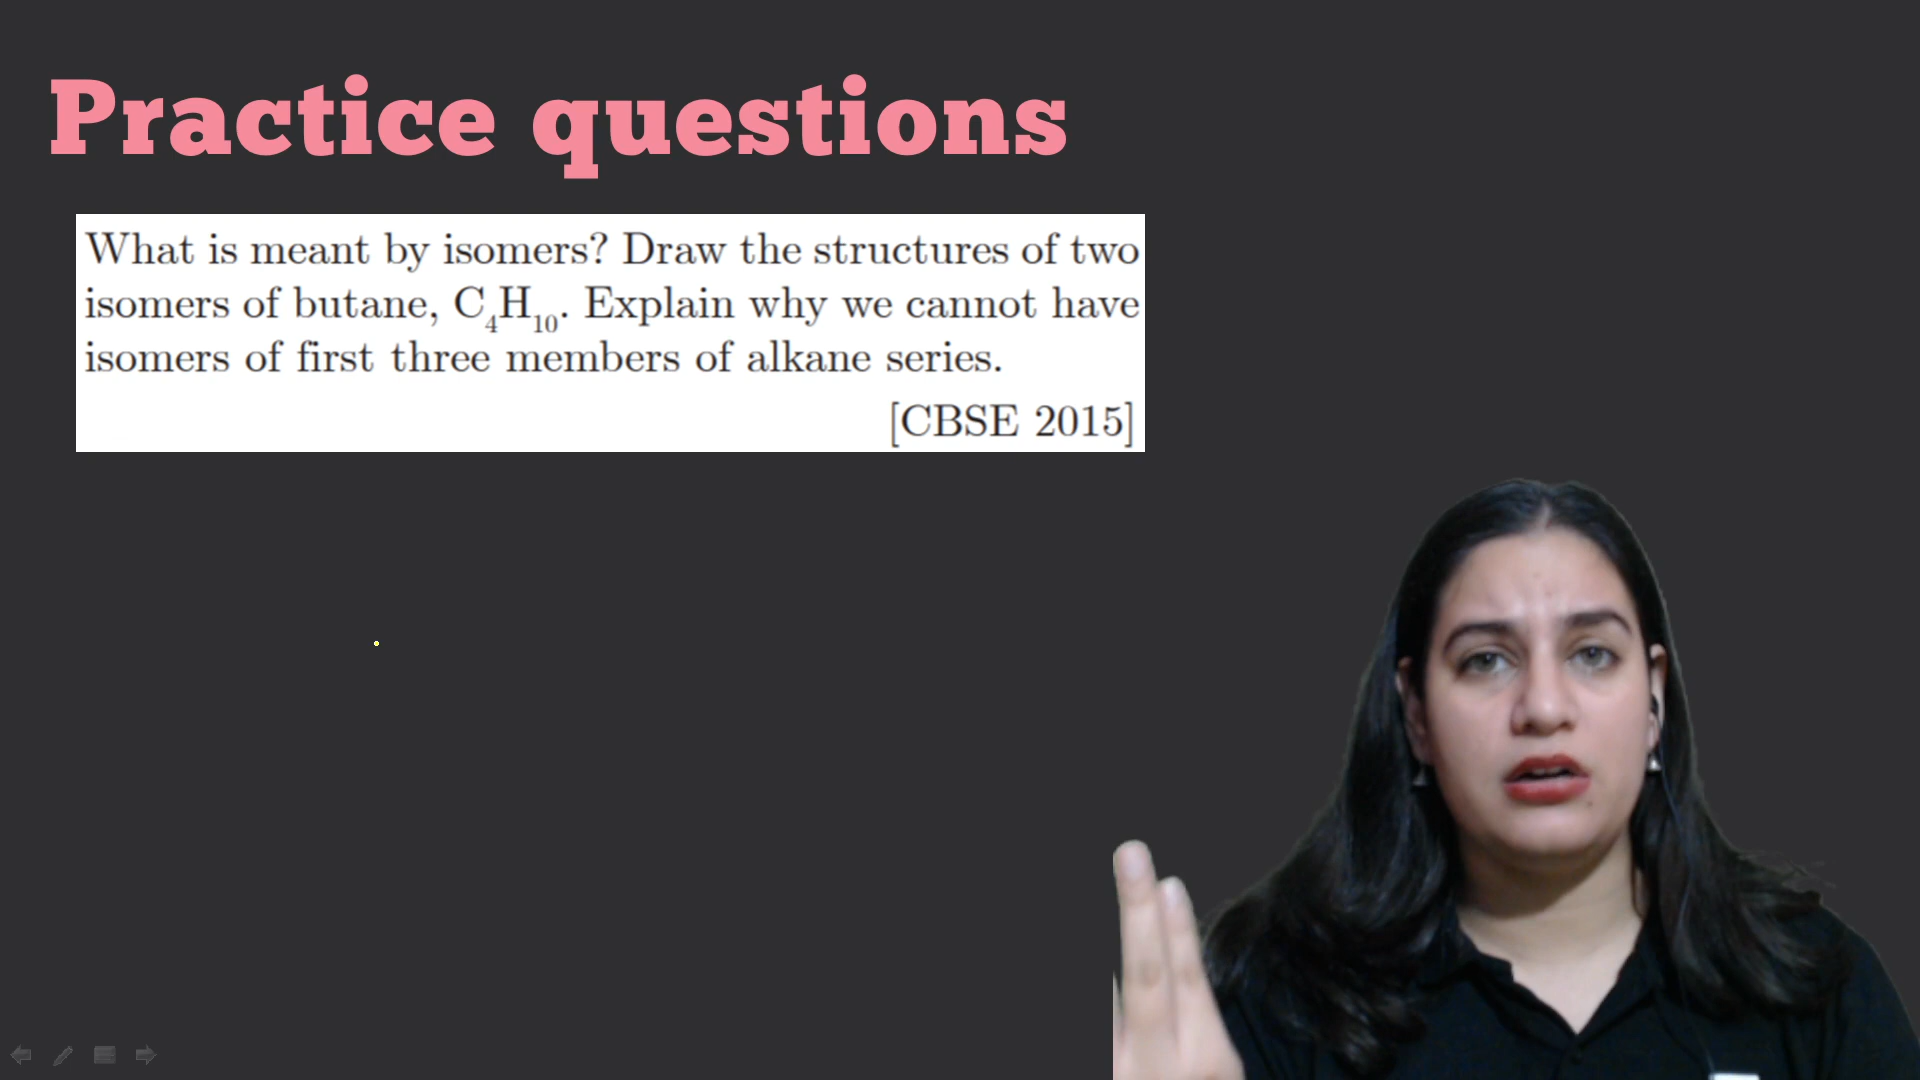 Practice questions
What is meant by isomers? Draw the structures of two
isomers of butane, C₄H₁₀. Explain why we cannot have
isomers of first three members of alkane series.
[CBSE 2015]